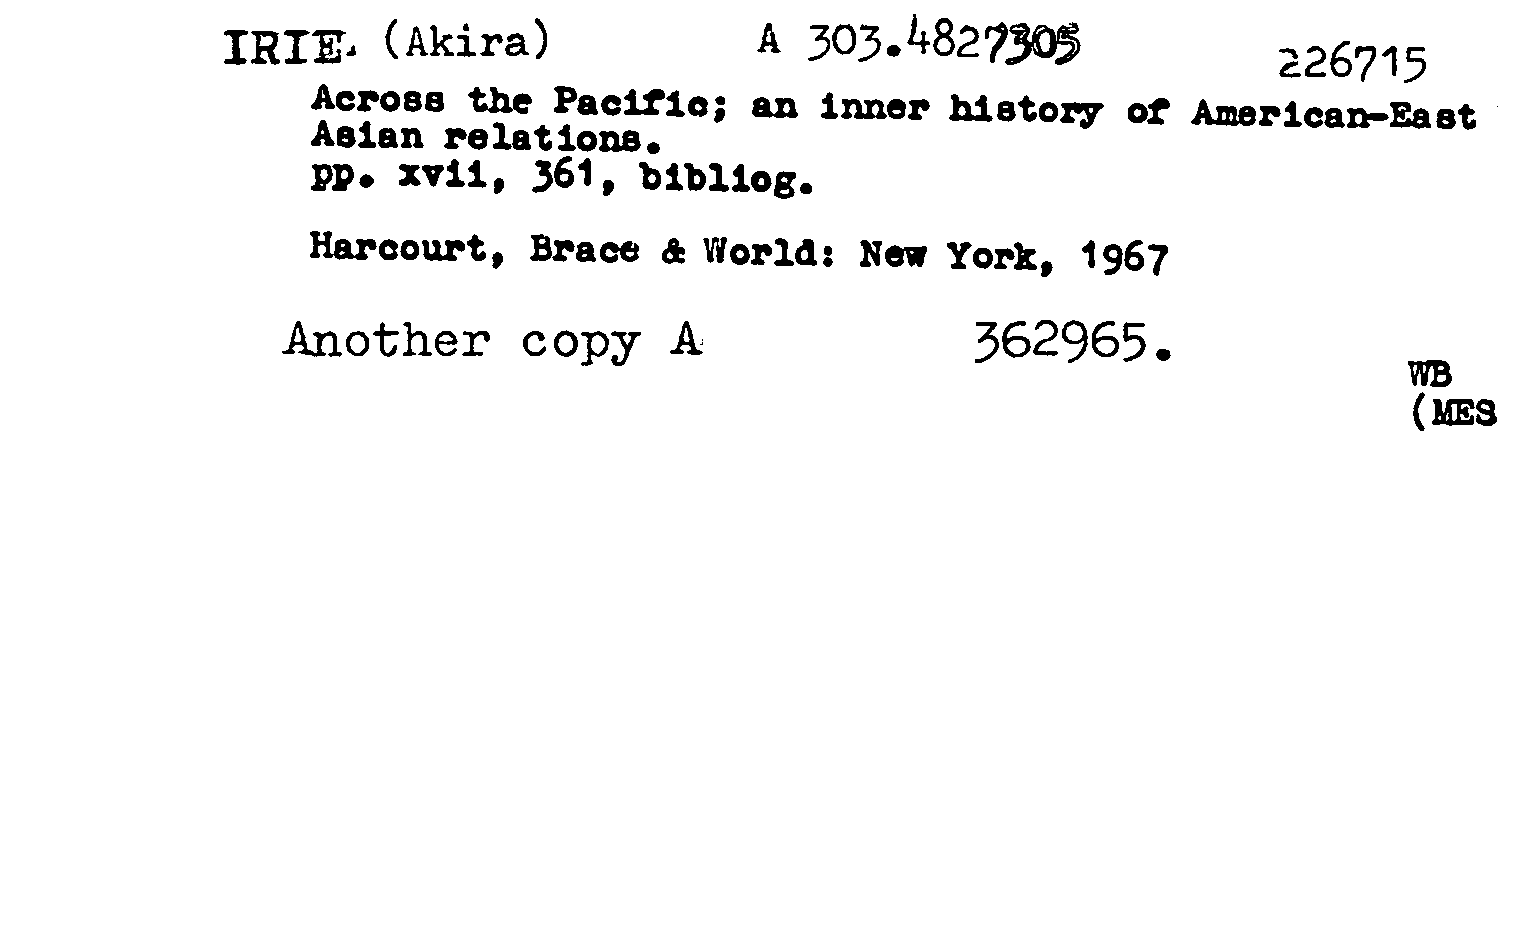 IRIE. (Akira) A 303.4827305 226715
Across the Pacific; an inner history of American-East
Asian relations.
pp. xvii, 361, bibliog.
Harcourt, Brace & World: New York, 1967
Another copy A 362965.
WB
(MES